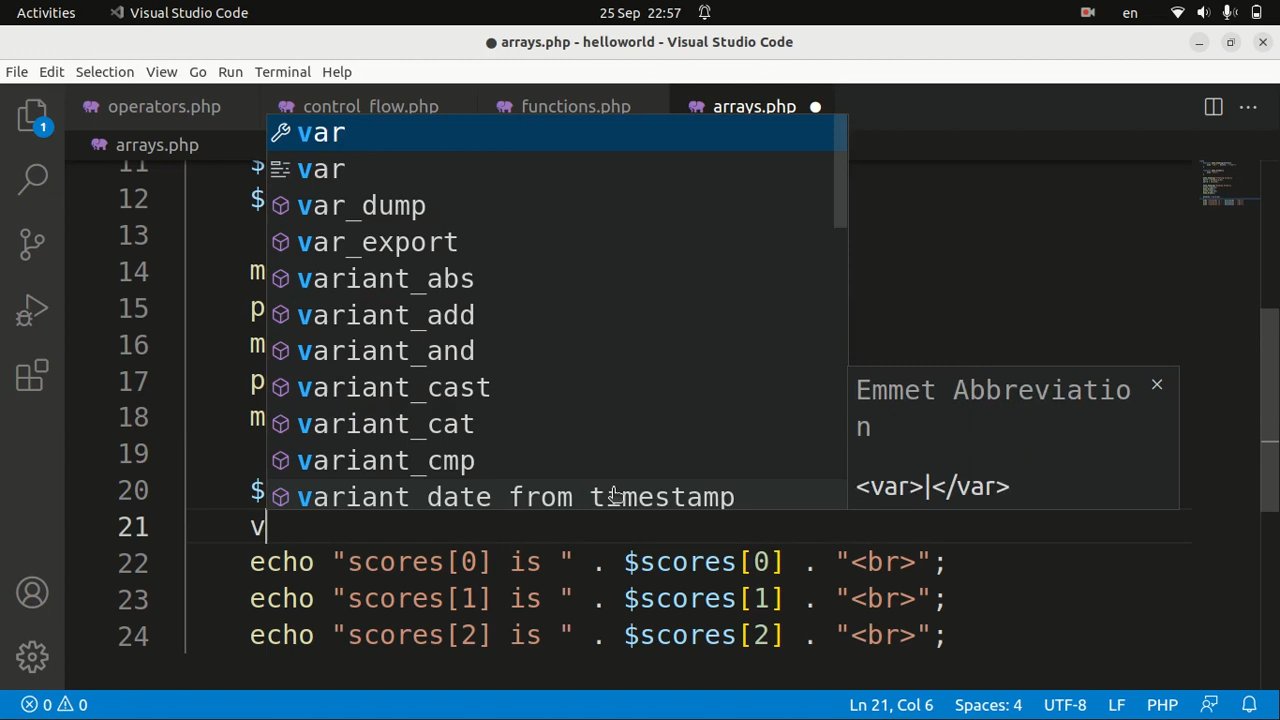 Activities Visual Studio Code 25 Sep 22:57 en
arrays.php - helloworld - Visual Studio Code
File Edit Selection View Go Run Terminal Help
operators.php control_flow.php functions.php arrays.php
arrays.php
1
11 $
12 $
13
14 m
15 p
16 m
17 p
18 m
19
20 $
21 v
22 echo "scores[0] is " . $scores[0] . "<br>";
23 echo "scores[1] is " . $scores[1] . "<br>";
24 echo "scores[2] is " . $scores[2] . "<br>";
var
var
var_dump
var_export
variant_abs
variant_add
variant_and
variant_cast
variant_cat
variant_cmp
variant_date_from_timestamp
Emmet Abbreviatio
n
<var>|</var>
0 0 Ln 21, Col 6 Spaces: 4 UTF-8 LF PHP